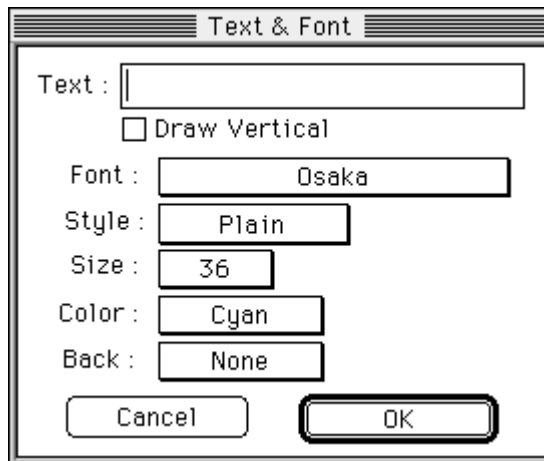 Text & Font
Text :
Draw Vertical
Font : Osaka
Style : Plain
Size : 36
Color : Cyan
Back : None
Cancel OK